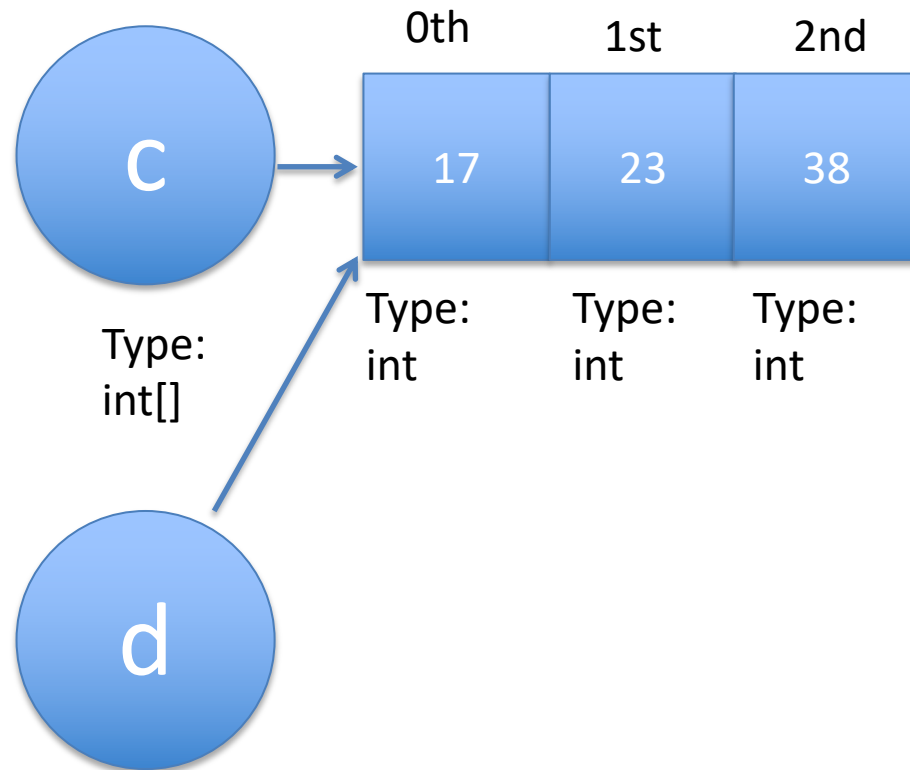 0th 1st 2nd
c 17 23 38
Type: Type: Type:
int int int
Type:
int[]
d